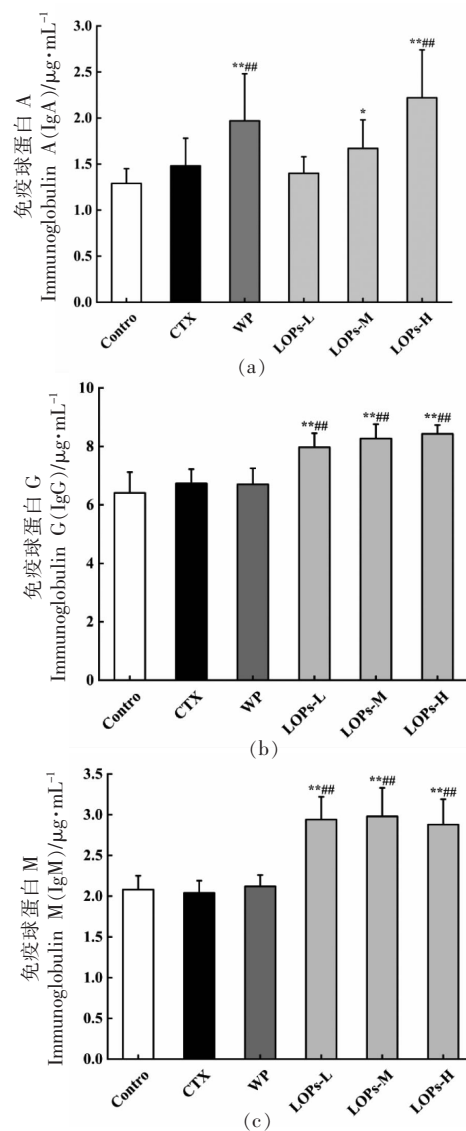 免疫球蛋白 A
Immunoglobulin A(IgA)/μg·mL⁻¹
3.0
2.5
2.0
1.5
1.0
0.5
0.0
**##
*
**##
Contro
CTX
WP
LOPs-L
LOPs-M
LOPs-H
(a)
免疫球蛋白 G
Immunoglobulin G(IgG)/μg·mL⁻¹
10
8
6
4
2
0
**##
**##
**##
Contro
CTX
WP
LOPs-L
LOPs-M
LOPs-H
(b)
免疫球蛋白 M
Immunoglobulin M(IgM)/μg·mL⁻¹
3.5
3.0
2.5
2.0
1.5
1.0
0.5
0.0
**##
**##
**##
Contro
CTX
WP
LOPs-L
LOPs-M
LOPs-H
(c)